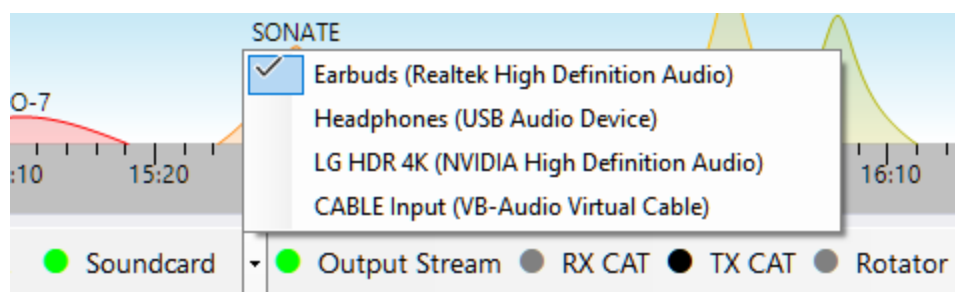 SONATE
Earbuds (Realtek High Definition Audio)
O-7
Headphones (USB Audio Device)
LG HDR 4K (NVIDIA High Definition Audio)
:10 15:20 16:10
CABLE Input (VB-Audio Virtual Cable)
Soundcard Output Stream RX CAT TX CAT Rotator